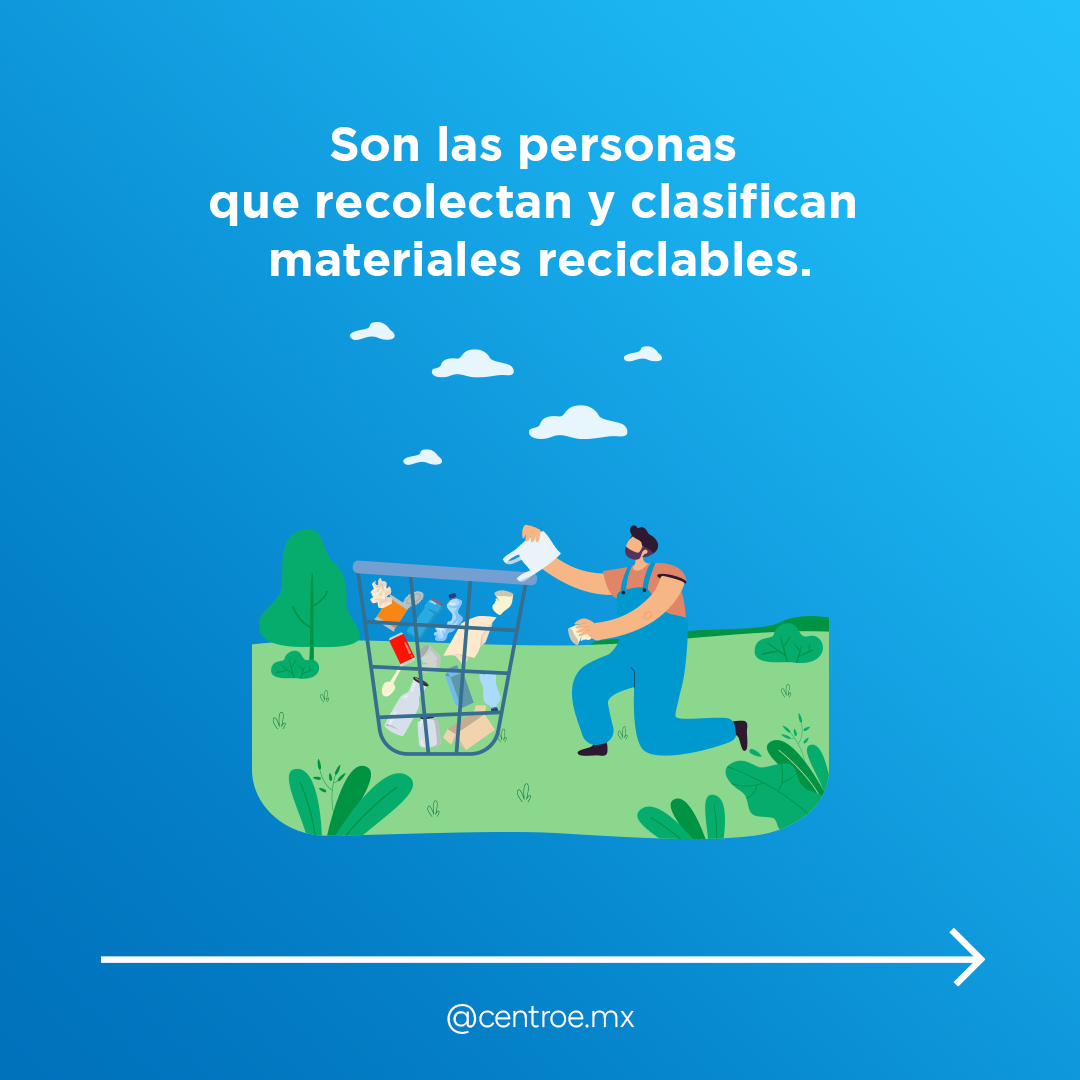 Son las personas
que recolectan y clasifican
materiales reciclables.
@centroe.mx